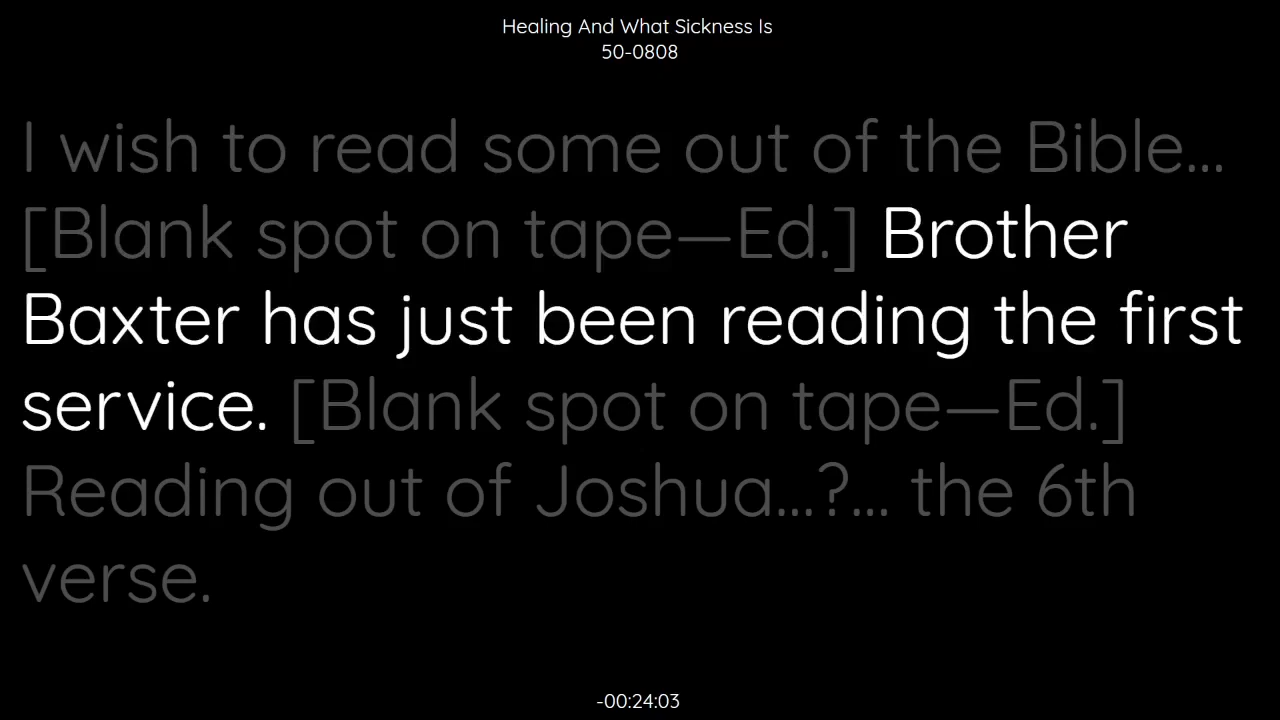 Healing And What Sickness Is
50-0808
I wish to read some out of the Bible...
[Blank spot on tape—Ed.] Brother
Baxter has just been reading the first
service. [Blank spot on tape—Ed.]
Reading out of Joshua...?... the 6th
verse.
-00:24:03